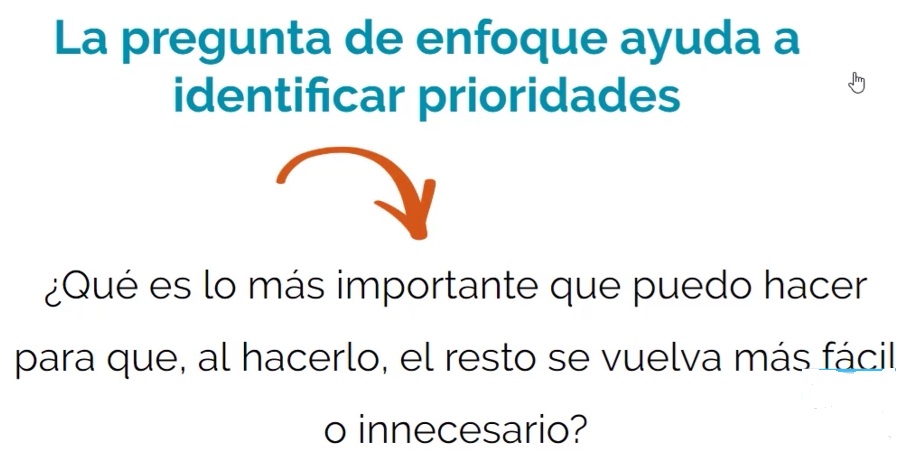 La pregunta de enfoque ayuda a
identificar prioridades
¿Qué es lo más importante que puedo hacer
para que, al hacerlo, el resto se vuelva más fácil
o innecesario?